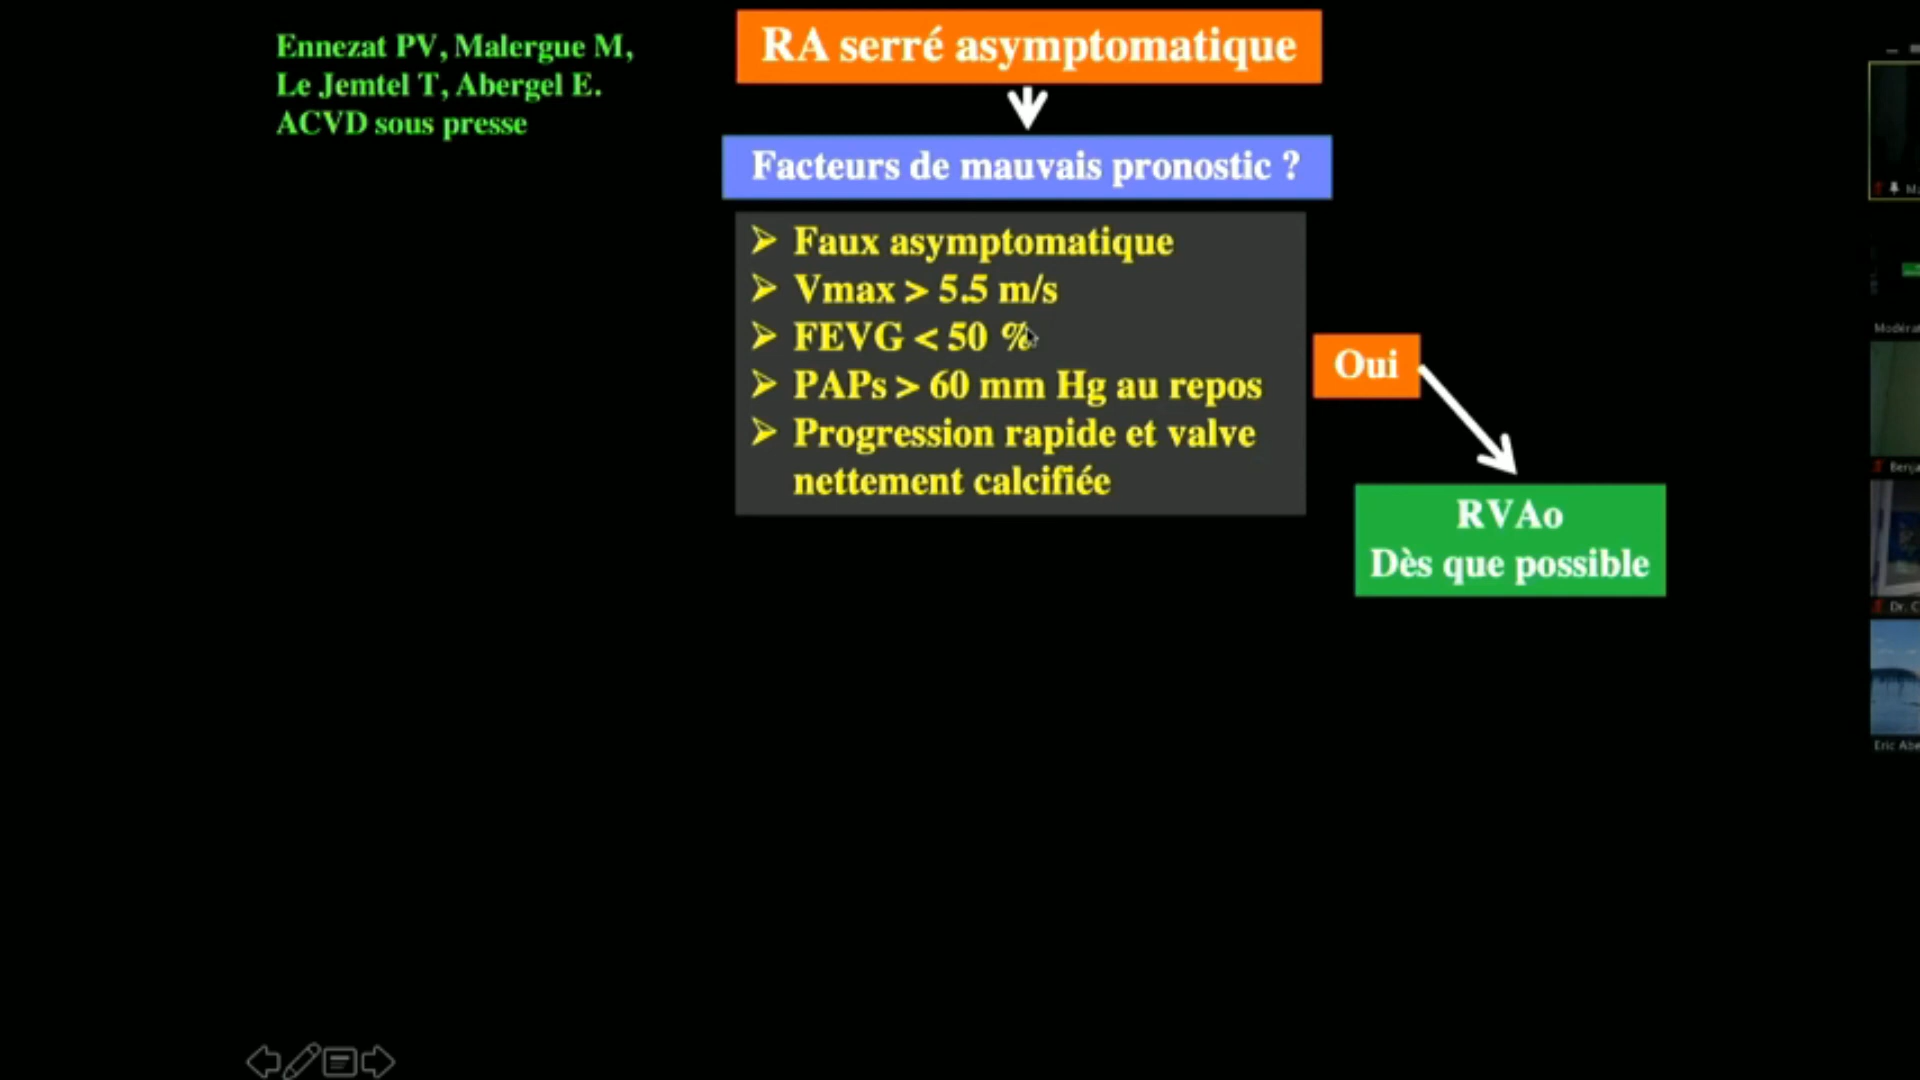 Ennezat PV, Malergue M,
Le Jemtel T, Abergel E.
ACVD sous presse
RA serré asymptomatique
Facteurs de mauvais pronostic ?
Faux asymptomatique
Vmax > 5.5 m/s
FEVG < 50 %
PAPs > 60 mm Hg au repos
Progression rapide et valve
nettement calcifiée
Oui
RVAo
Dès que possible
Dr. C